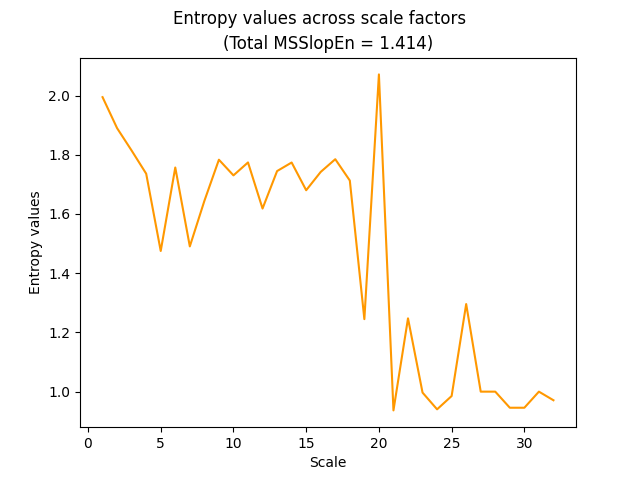 Entropy values across scale factors
(Total MSSlopEn = 1.414)
2.0
1.8
1.6
1.4
1.2
1.0
Entropy values
0 5 10 15 20 25 30
Scale